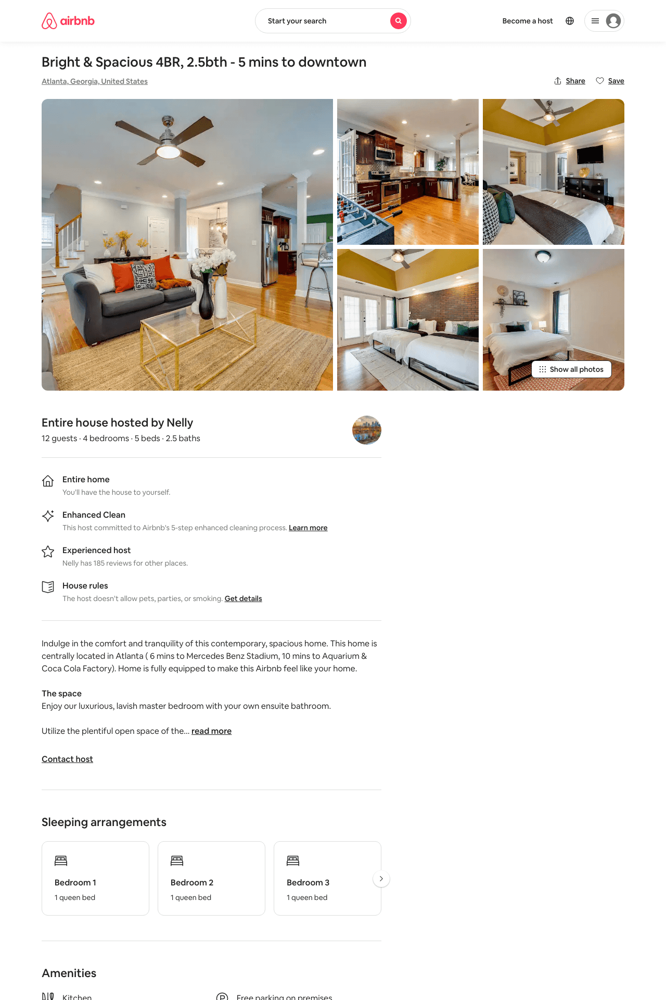 airbnb
Start your search
Become a host
Bright & Spacious 4BR, 2.5bth - 5 mins to downtown
Atlanta, Georgia, United States
Share
Save
Show all photos
Entire house hosted by Nelly
12 guests · 4 bedrooms · 5 beds · 2.5 baths
Entire home
You’ll have the house to yourself.
Enhanced Clean
This host committed to Airbnb's 5-step enhanced cleaning process. Learn more
Experienced host
Nelly has 185 reviews for other places.
House rules
The host doesn’t allow pets, parties, or smoking. Get details
Indulge in the comfort and tranquility of this contemporary, spacious home. This home is
centrally located in Atlanta ( 6 mins to Mercedes Benz Stadium, 10 mins to Aquarium &
Coca Cola Factory). Home is fully equipped to make this Airbnb feel like your home.
The space
Enjoy our luxurious, lavish master bedroom with your own ensuite bathroom.
Utilize the plentiful open space of the... read more
Contact host
Sleeping arrangements
Bedroom 1
1 queen bed
Bedroom 2
1 queen bed
Bedroom 3
1 queen bed
Amenities
Kitchen
Free parking on premises